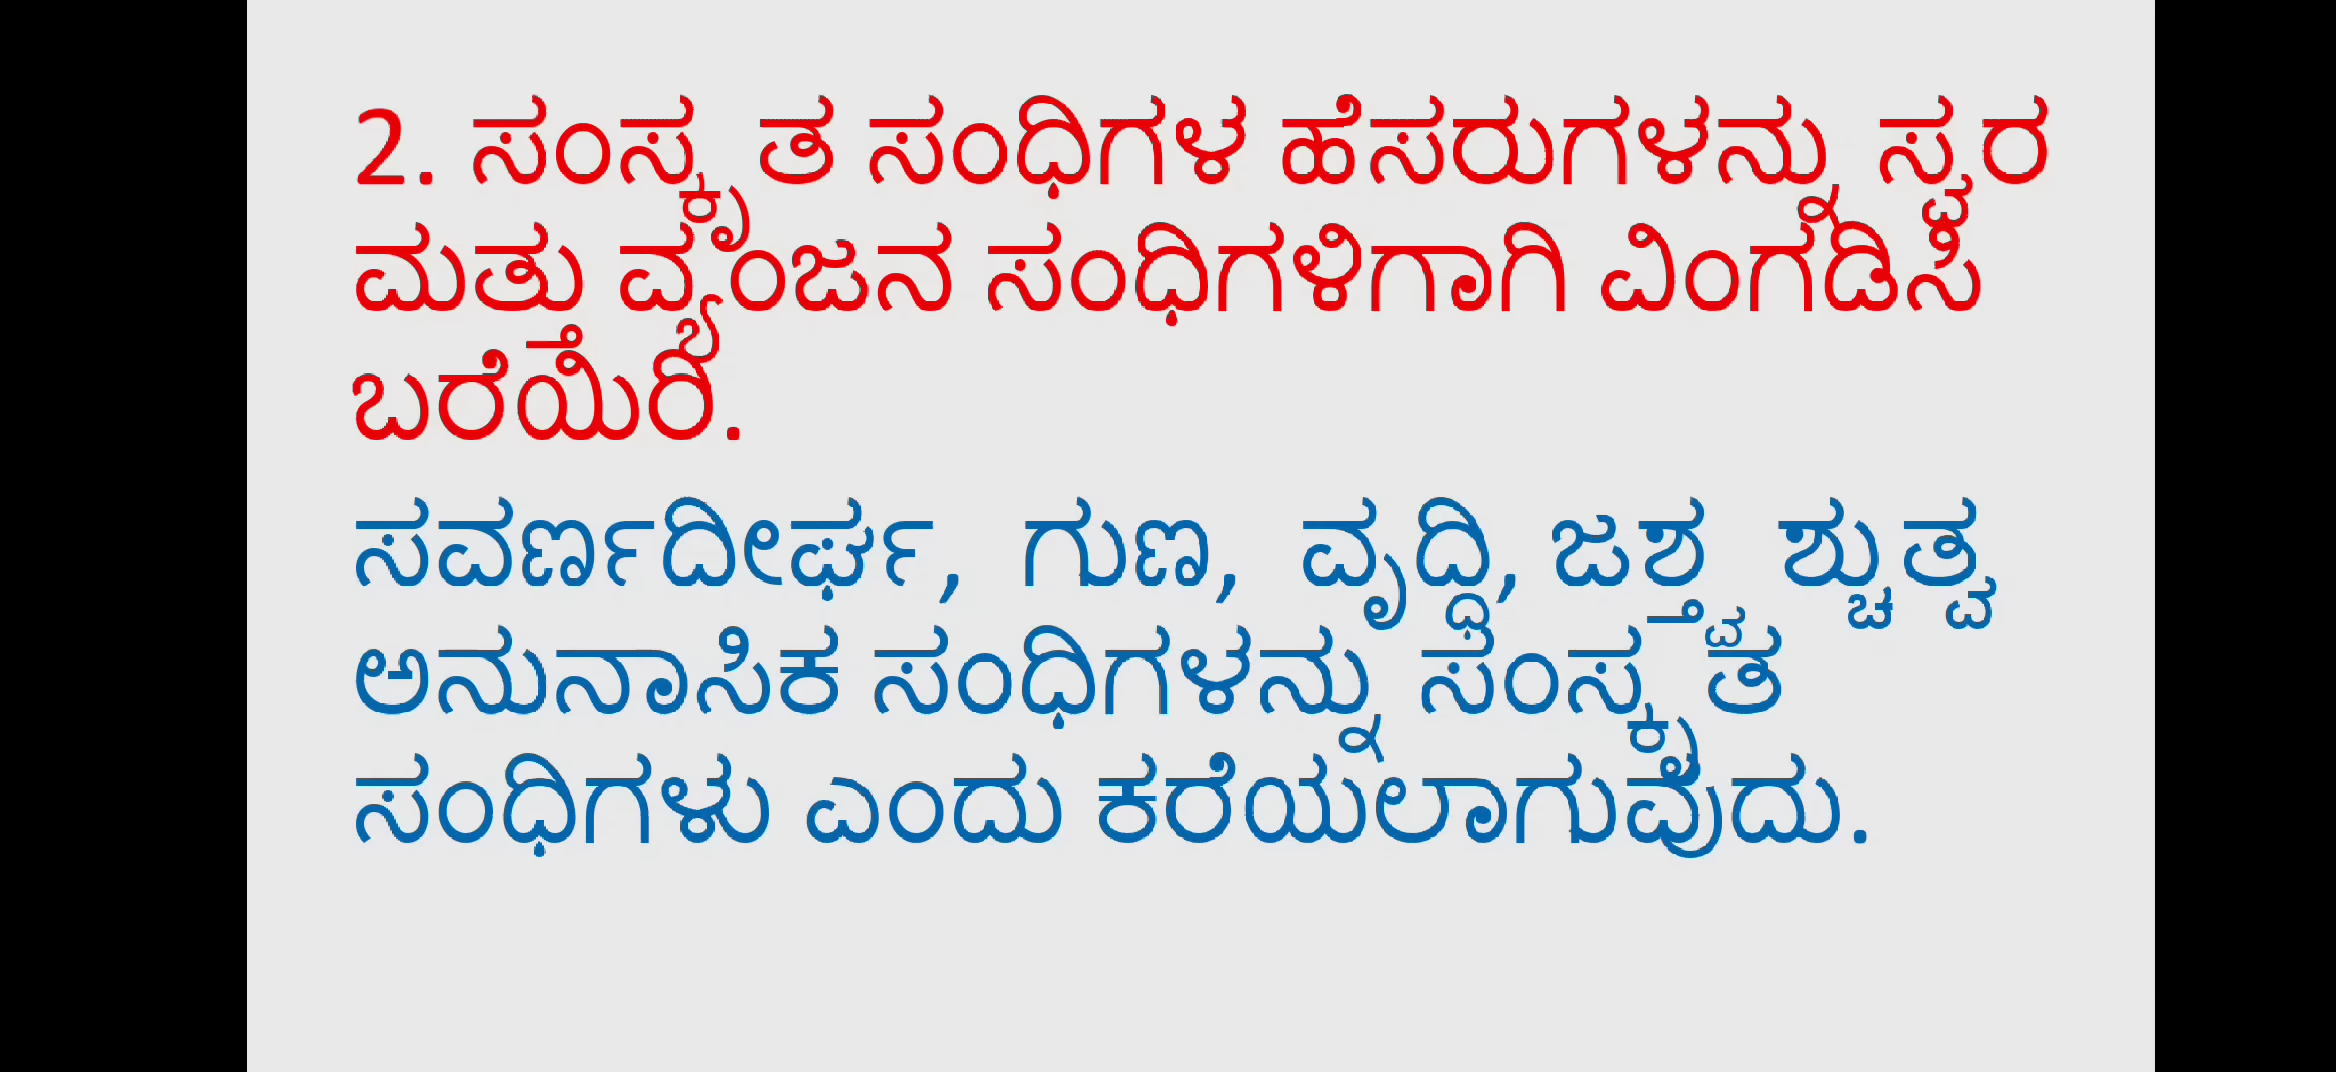 2. ಸಂಸ್ಕೃತ ಸಂಧಿಗಳ ಹೆಸರುಗಳನ್ನು ಸ್ವರ
ಮತ್ತು ವ್ಯಂಜನ ಸಂಧಿಗಳಿಗಾಗಿ ವಿಂಗಡಿಸಿ
ಬರೆಯಿರಿ.
ಸವರ್ಣದೀರ್ಘ, ಗುಣ, ವೃದ್ಧಿ, ಜಶ್ತ್ವ ಶ್ಚುತ್ವ
ಅನುನಾಸಿಕ ಸಂಧಿಗಳನ್ನು ಸಂಸ್ಕೃತ
ಸಂಧಿಗಳು ಎಂದು ಕರೆಯಲಾಗುವುದು.